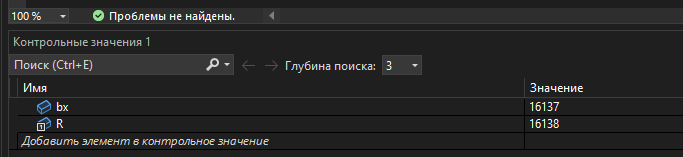 100 % Проблемы не найдены.
Контрольные значения 1
Поиск (Ctrl+E) Глубина поиска: 3
Имя Значение
bx 16137
R 16138
Добавить элемент в контрольное значение